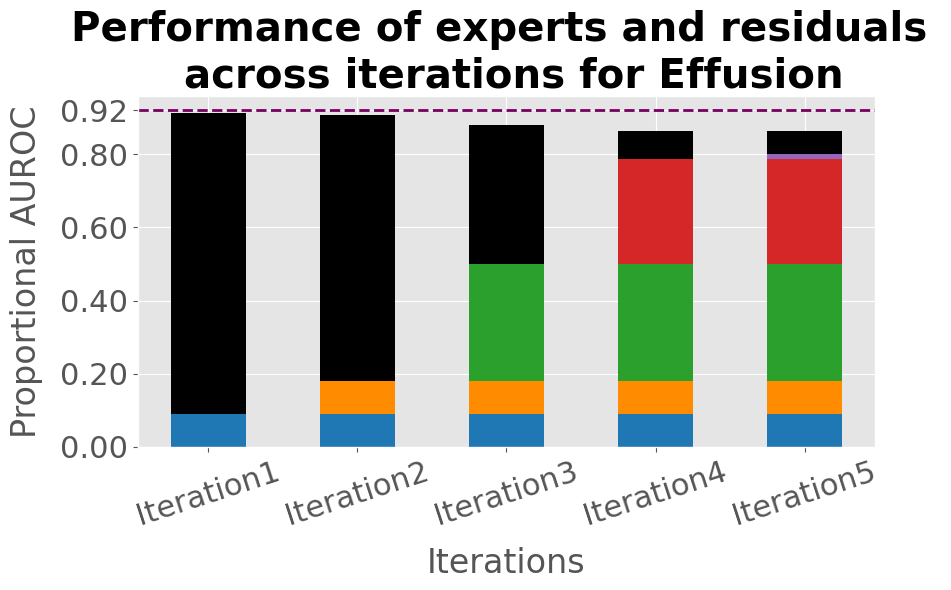 Performance of experts and residuals
across iterations for Effusion
Proportional AUROC
0.92
0.80
0.60
0.40
0.20
0.00
Iteration1
Iteration2
Iteration3
Iteration4
Iteration5
Iterations